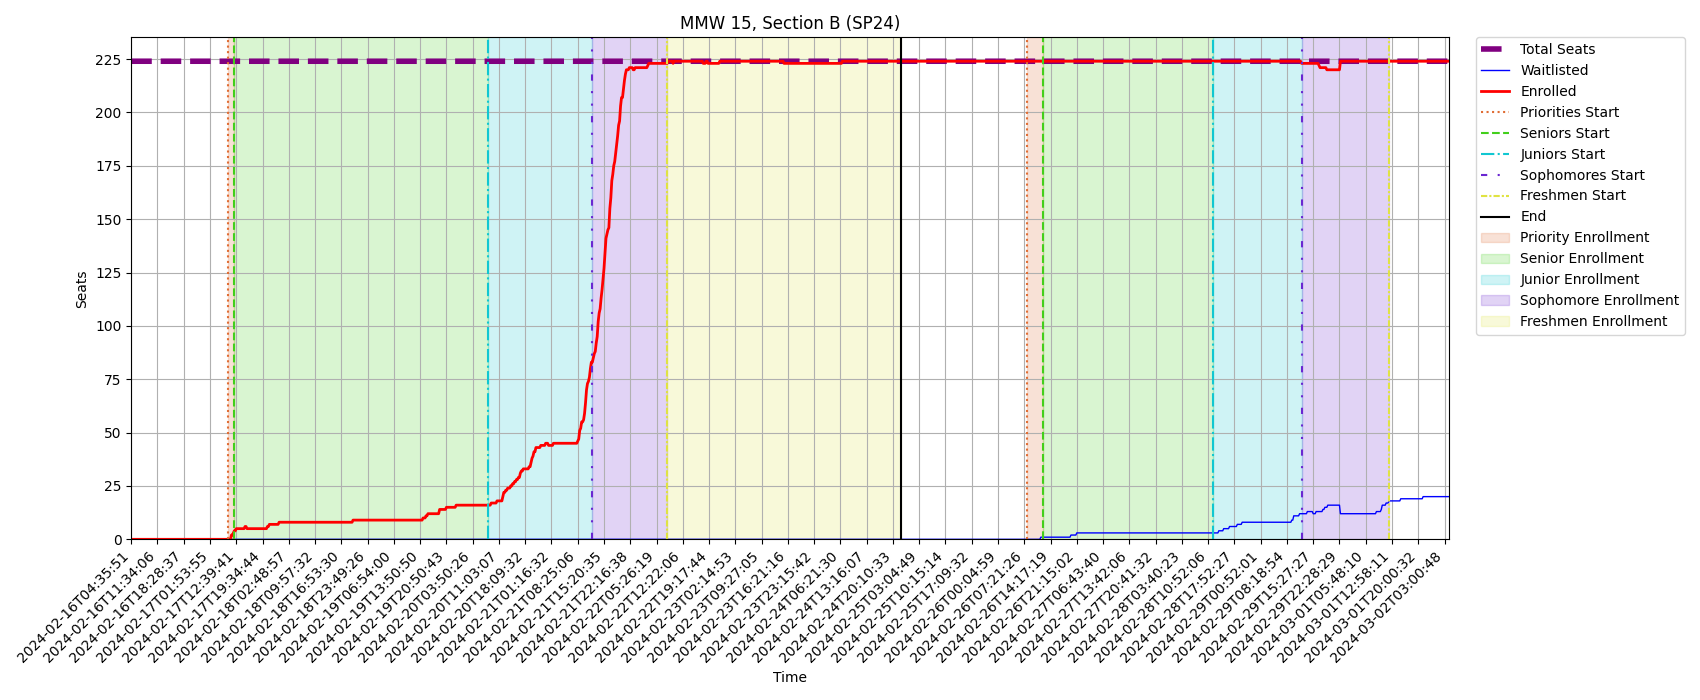 MMW 15, Section B (SP24)
Seats
225
200
175
150
125
100
75
50
25
0
2024-02-16T04:35:51
2024-02-16T11:34:06
2024-02-16T18:28:37
2024-02-17T01:53:55
2024-02-17T12:39:41
2024-02-17T19:34:44
2024-02-18T02:48:57
2024-02-18T09:57:32
2024-02-18T16:53:30
2024-02-18T23:49:26
2024-02-19T06:54:00
2024-02-19T13:50:50
2024-02-19T20:50:43
2024-02-20T03:50:26
2024-02-20T11:03:07
2024-02-20T18:09:32
2024-02-21T01:16:32
2024-02-21T08:25:06
2024-02-21T15:20:35
2024-02-21T22:16:38
2024-02-22T05:26:19
2024-02-22T12:22:06
2024-02-22T19:17:44
2024-02-23T02:14:53
2024-02-23T09:27:05
2024-02-23T16:21:16
2024-02-23T23:15:42
2024-02-24T06:21:30
2024-02-24T13:16:07
2024-02-24T20:10:33
2024-02-25T03:04:49
2024-02-25T10:15:14
2024-02-25T17:09:32
2024-02-26T00:04:59
2024-02-26T07:21:26
2024-02-26T14:17:19
2024-02-26T21:15:02
2024-02-27T06:43:40
2024-02-27T13:42:06
2024-02-27T20:41:32
2024-02-28T03:40:23
2024-02-28T10:52:06
2024-02-28T17:52:27
2024-02-29T00:52:01
2024-02-29T08:18:54
2024-02-29T15:27:27
2024-02-29T22:28:29
2024-03-01T05:48:10
2024-03-01T12:58:11
2024-03-01T20:00:32
2024-03-02T03:00:48
Time
Total Seats
Waitlisted
Enrolled
Priorities Start
Seniors Start
Juniors Start
Sophomores Start
Freshmen Start
End
Priority Enrollment
Senior Enrollment
Junior Enrollment
Sophomore Enrollment
Freshmen Enrollment